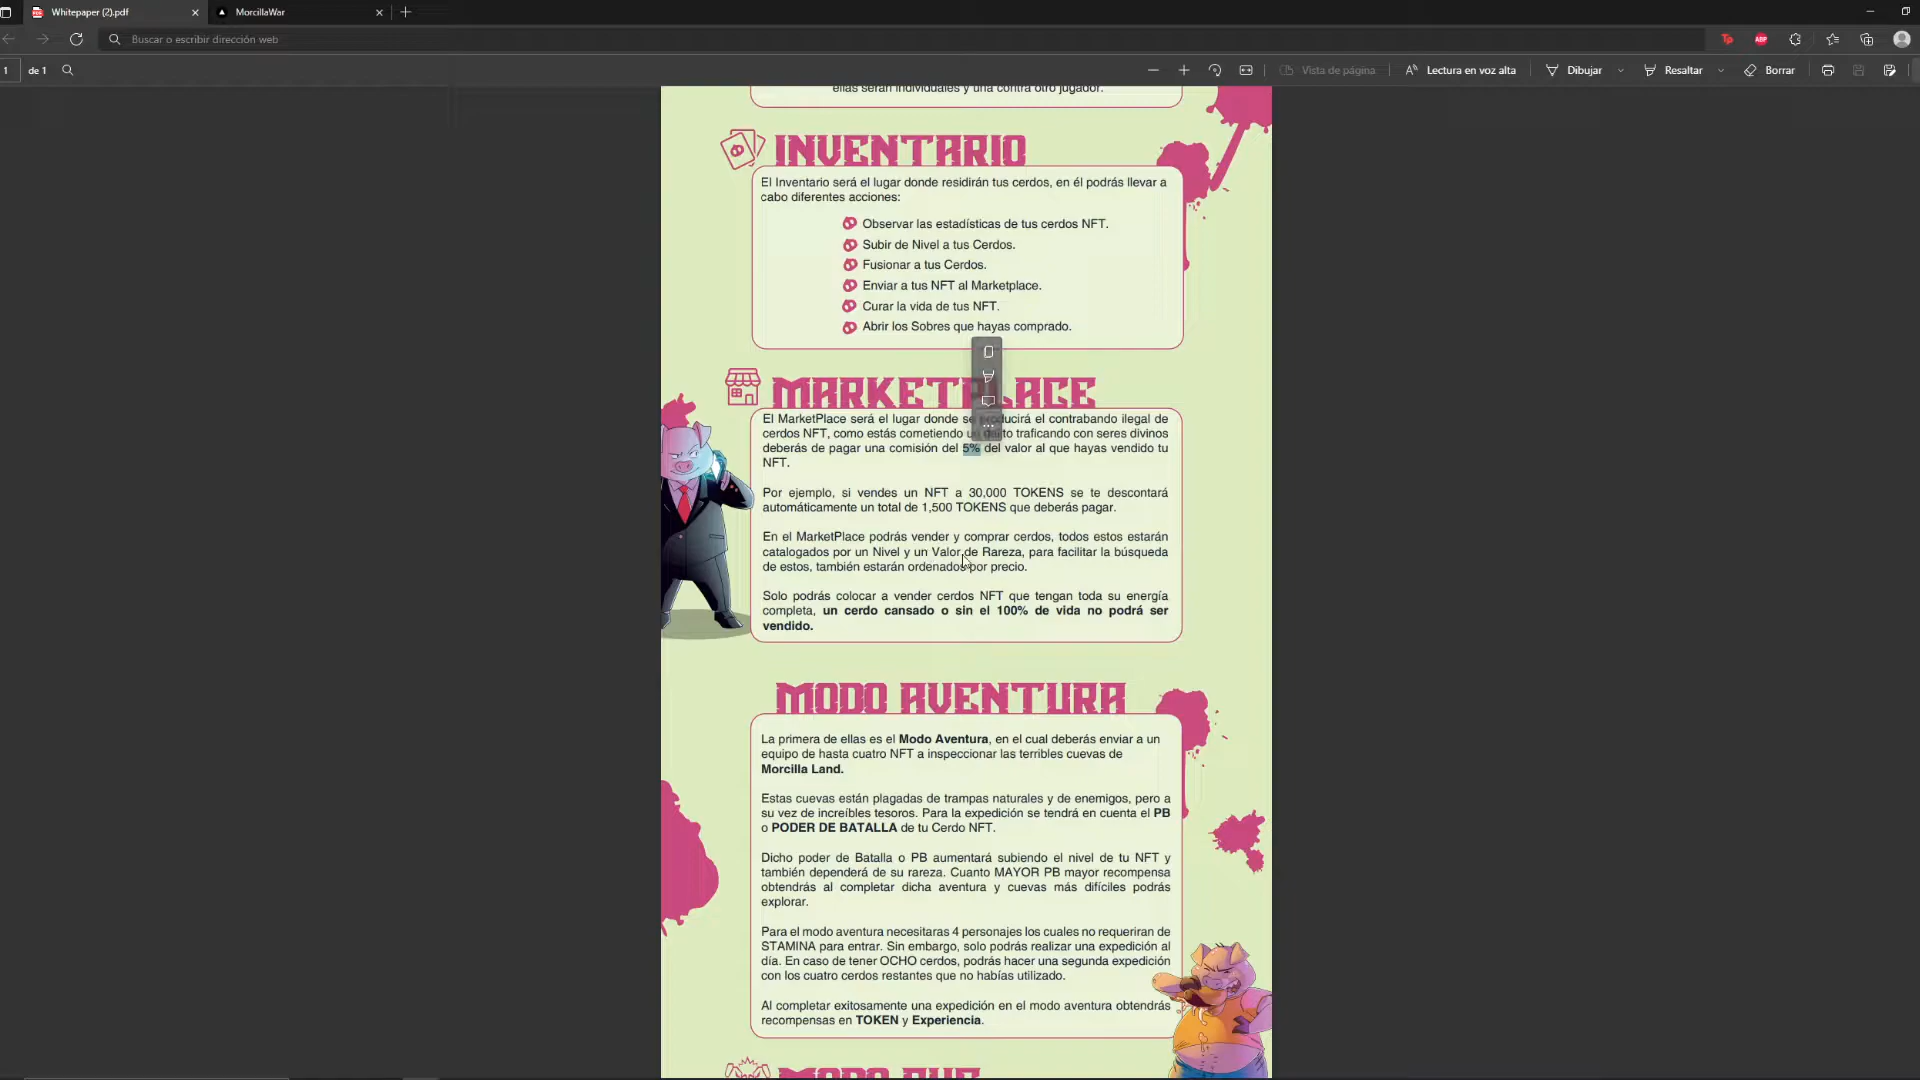 Whitepaper (2).pdf
MorcillaWar
Buscar o escribir dirección web
ABP
1 de 1
Vista de página
Lectura en voz alta
Dibujar
Resaltar
Borrar
ellas serán individuales y una contra otro jugador.
INVENTARIO
El Inventario será el lugar donde residirán tus cerdos, en él podrás llevar a
cabo diferentes acciones:
Observar las estadísticas de tus cerdos NFT.
Subir de Nivel a tus Cerdos.
Fusionar a tus Cerdos.
Enviar a tus NFT al Marketplace.
Curar la vida de tus NFT.
Abrir los Sobres que hayas comprado.
MARKETPLACE
El MarketPlace será el lugar donde se producirá el contrabando ilegal de
cerdos NFT, como estás cometiendo un delito traficando con seres divinos
deberás de pagar una comisión del 5% del valor al que hayas vendido tu
NFT.
Por ejemplo, si vendes un NFT a 30,000 TOKENS se te descontará
automáticamente un total de 1,500 TOKENS que deberás pagar.
En el MarketPlace podrás vender y comprar cerdos, todos estos estarán
catalogados por un Nivel y un Valor de Rareza, para facilitar la búsqueda
de estos, también estarán ordenados por precio.
Solo podrás colocar a vender cerdos NFT que tengan toda su energía
completa, un cerdo cansado o sin el 100% de vida no podrá ser
vendido.
MODO AVENTURA
La primera de ellas es el Modo Aventura, en el cual deberás enviar a un
equipo de hasta cuatro NFT a inspeccionar las terribles cuevas de
Morcilla Land.
Estas cuevas están plagadas de trampas naturales y de enemigos, pero a
su vez de increíbles tesoros. Para la expedición se tendrá en cuenta el PB
o PODER DE BATALLA de tu Cerdo NFT.
Dicho poder de Batalla o PB aumentará subiendo el nivel de tu NFT y
también dependerá de su rareza. Cuanto MAYOR PB mayor recompensa
obtendrás al completar dicha aventura y cuevas más difíciles podrás
explorar.
Para el modo aventura necesitaras 4 personajes los cuales no requeriran de
STAMINA para entrar. Sin embargo, solo podrás realizar una expedición al
día. En caso de tener OCHO cerdos, podrás hacer una segunda expedición
con los cuatro cerdos restantes que no habías utilizado.
Al completar exitosamente una expedición en el modo aventura obtendrás
recompensas en TOKEN y Experiencia.
MODO